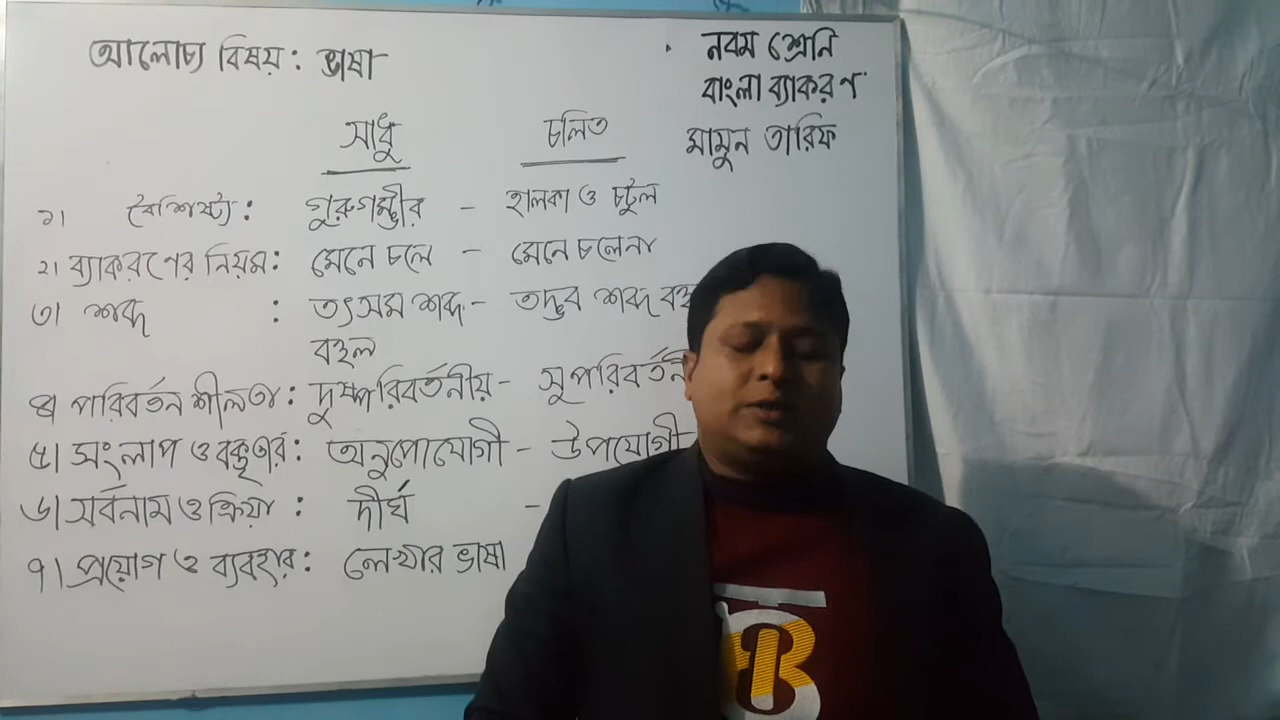 আলোচ্য বিষয়: ভাষা
নবম শ্রেনি
বাংলা ব্যাকরণ
মামুন তারিফ
সাধু চলিত
১। বৈশিষ্ট্য: গুরুগম্ভীর - হালকা ও চটুল
২। ব্যাকরণের নিয়ম: মেনে চলে - মেনে চলেনা
৩। শব্দ : তৎসম শব্দ - তদ্ভব শব্দ
বহুল
৪। পরিবর্তনশীলতা: দুষ্পরিবর্তনীয় - সুপরিবর্তনী
৫। সংলাপ ও বক্তৃতার: অনুপোযোগী - উপযোগী
৬। সর্বনাম ও ক্রিয়া: দীর্ঘ -
৭। প্রয়োগ ও ব্যবহার: লেখার ভাষা